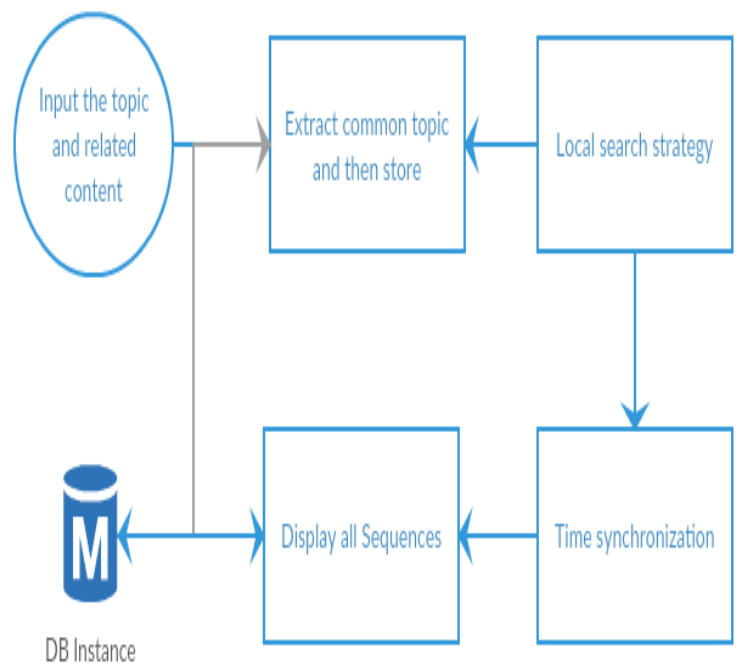 Input the topic
and related
content
Extract common topic
and then store
Local search strategy
M
Display all Sequences
Time synchronization
DB Instance